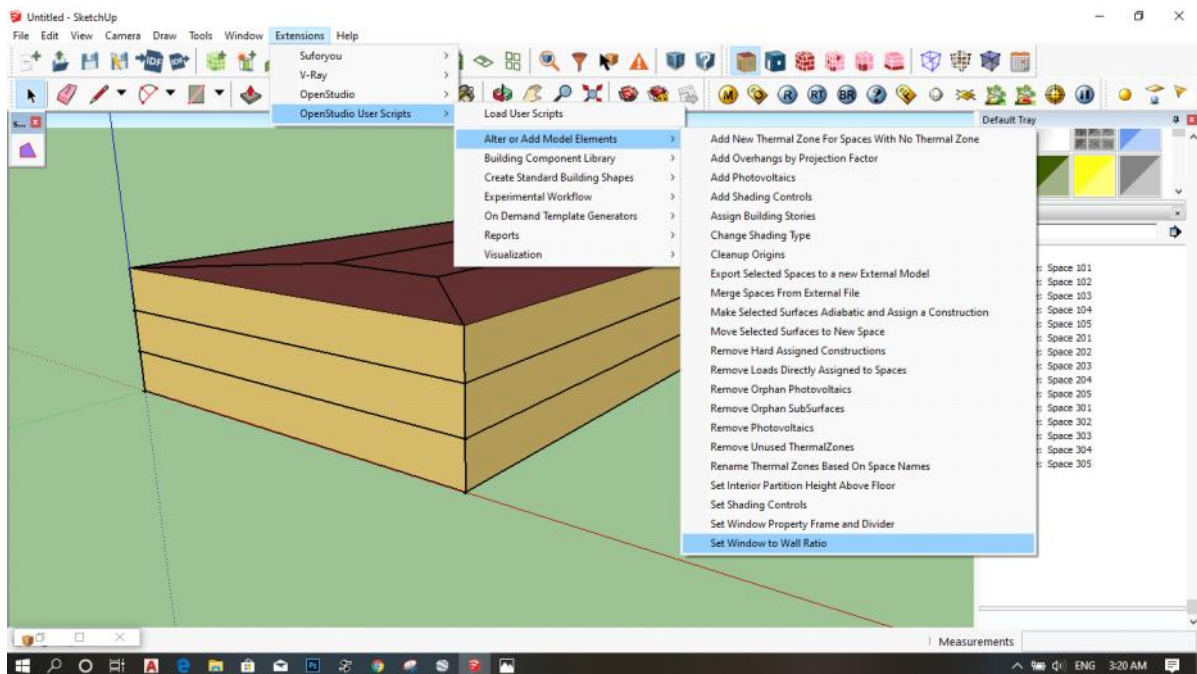 Untitled - SketchUp
File Edit View Camera Draw Tools Window Extensions Help
Suforyou
V-Ray
OpenStudio
OpenStudio User Scripts
Load User Scripts
Alter or Add Model Elements
Building Component Library
Create Standard Building Shapes
Experimental Workflow
On Demand Template Generators
Reports
Visualization
Add New Thermal Zone For Spaces With No Thermal Zone
Add Overhangs by Projection Factor
Add Photovoltaics
Add Shading Controls
Assign Building Stories
Change Shading Type
Cleanup Origins
Export Selected Spaces to a new External Model
Merge Spaces From External File
Make Selected Surfaces Adiabatic and Assign a Construction
Move Selected Surfaces to New Space
Remove Hard Assigned Constructions
Remove Loads Directly Assigned to Spaces
Remove Orphan Photovoltaics
Remove Orphan SubSurfaces
Remove Photovoltaics
Remove Unused ThermalZones
Rename Thermal Zones Based On Space Names
Set Interior Partition Height Above Floor
Set Shading Controls
Set Window Property Frame and Divider
Set Window to Wall Ratio
IDF
M R RT BR
s...
Default Tray
Space 101
Space 102
Space 103
Space 104
Space 105
Space 201
Space 202
Space 203
Space 204
Space 205
Space 301
Space 302
Space 303
Space 304
Space 305
Measurements
ENG 3:20 AM